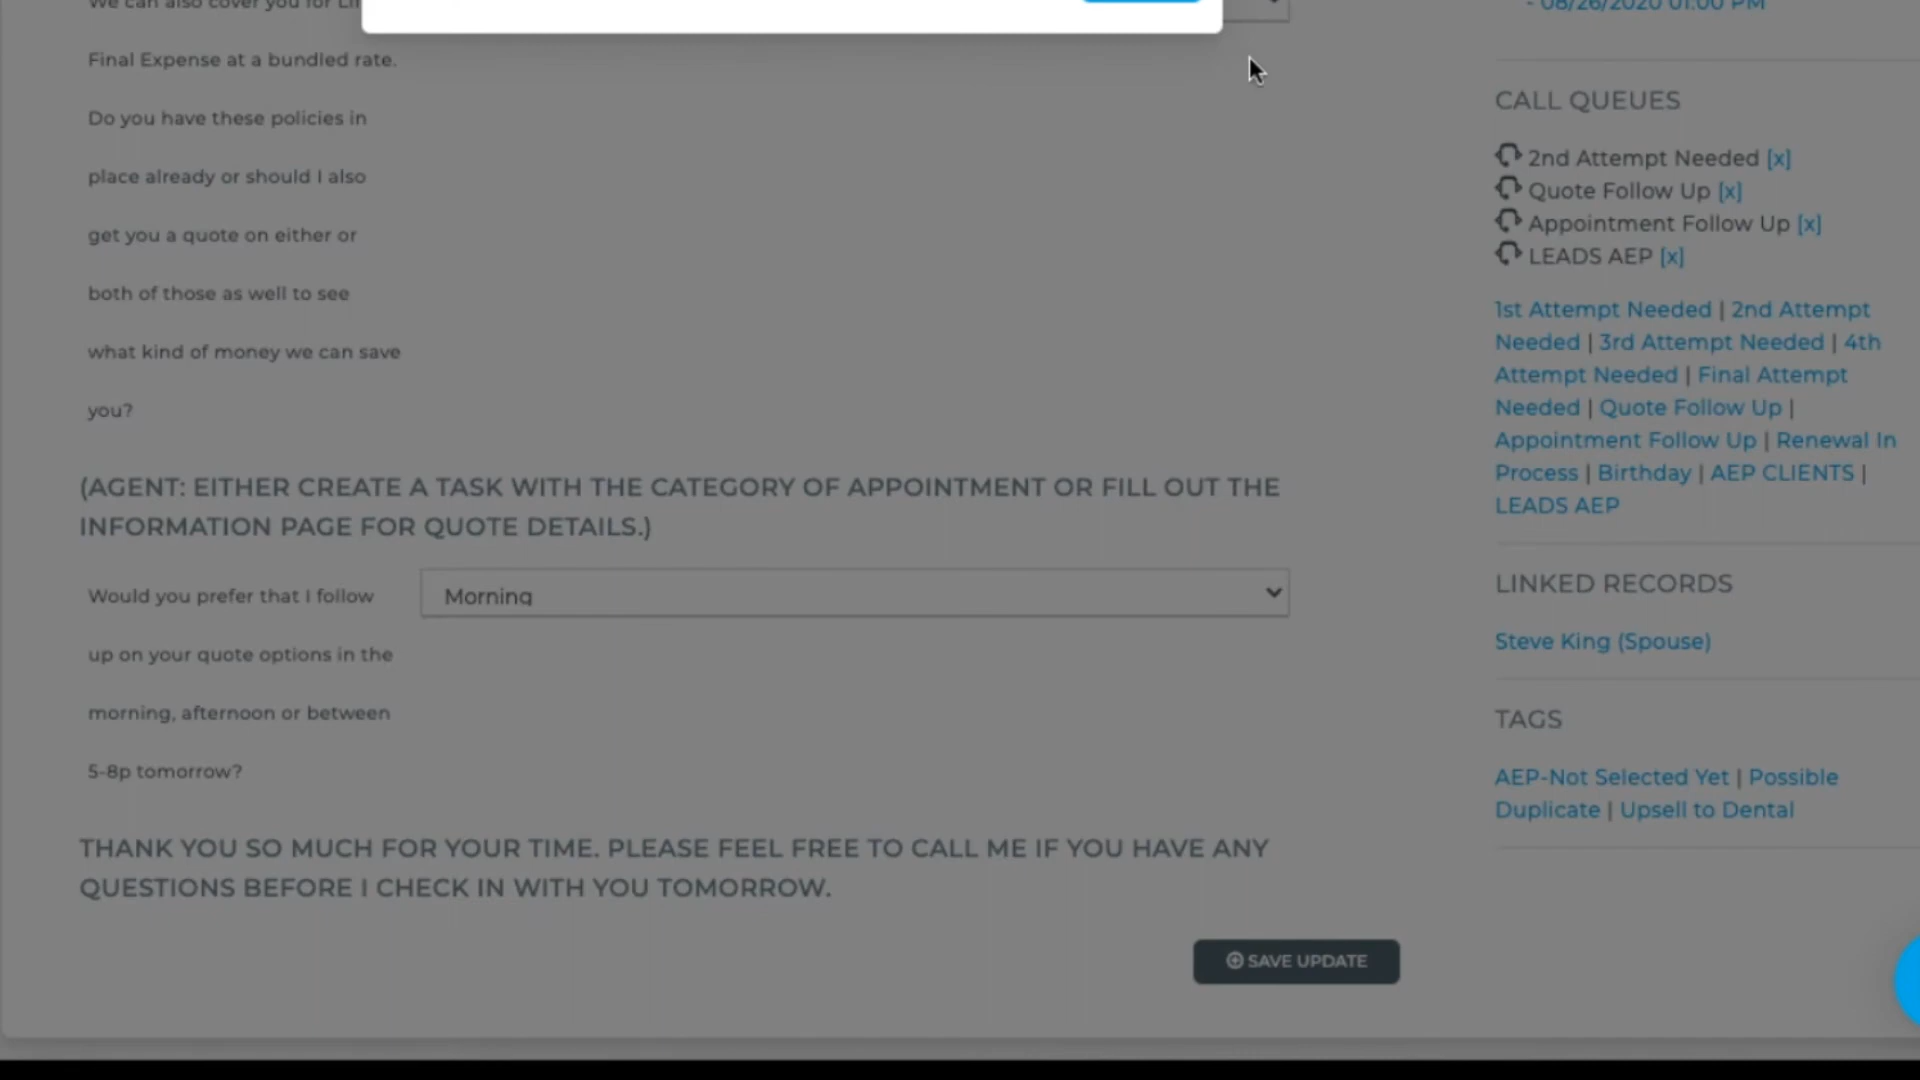 We can also cover you for
Final Expense at a bundled rate.
Do you have these policies in
place already or should I also
get you a quote on either or
both of those as well to see
what kind of money we can save
you?
(AGENT: EITHER CREATE A TASK WITH THE CATEGORY OF APPOINTMENT OR FILL OUT THE
INFORMATION PAGE FOR QUOTE DETAILS.)
Would you prefer that I follow
up on your quote options in the
morning, afternoon or between
5-8p tomorrow?
Morning
THANK YOU SO MUCH FOR YOUR TIME. PLEASE FEEL FREE TO CALL ME IF YOU HAVE ANY
QUESTIONS BEFORE I CHECK IN WITH YOU TOMORROW.
SAVE UPDATE
- 08/26/2020 01:00 PM
CALL QUEUES
2nd Attempt Needed [x]
Quote Follow Up [x]
Appointment Follow Up [x]
LEADS AEP [x]
1st Attempt Needed | 2nd Attempt
Needed | 3rd Attempt Needed | 4th
Attempt Needed | Final Attempt
Needed | Quote Follow Up |
Appointment Follow Up | Renewal In
Process | Birthday | AEP CLIENTS |
LEADS AEP
LINKED RECORDS
Steve King (Spouse)
TAGS
AEP-Not Selected Yet | Possible
Duplicate | Upsell to Dental